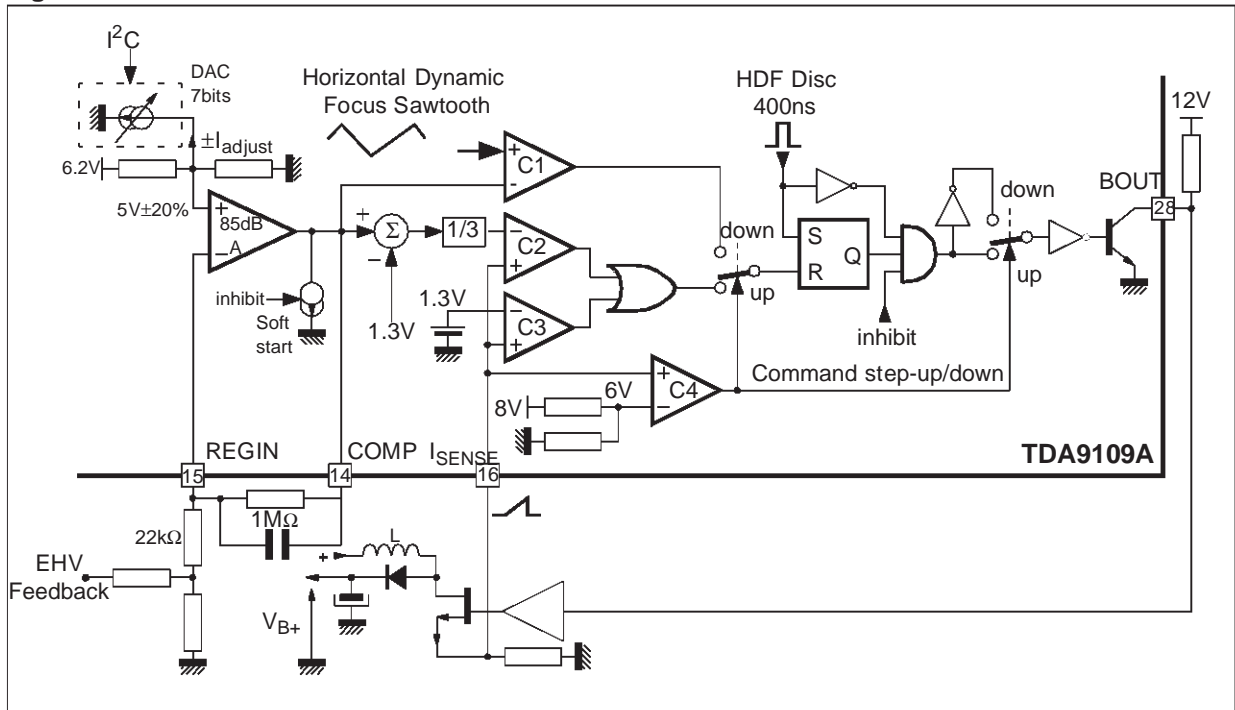 I²C
DAC
7bits
Horizontal Dynamic
Focus Sawtooth
HDF Disc
400ns
12V
±I adjust
6.2V
5V±20%
85dB
A
+
−
C1
+
-
down
BOUT
28
down
Σ
+
−
1/3
C2
−
+
S
R
Q
up
up
inhibit
Soft
start
1.3V
1.3V
C3
−
+
inhibit
C4
+
−
Command step-up/down
8V
6V
REGIN
COMP
I SENSE
TDA9109A
15
14
16
1MΩ
22kΩ
L
+
EHV
Feedback
VB+